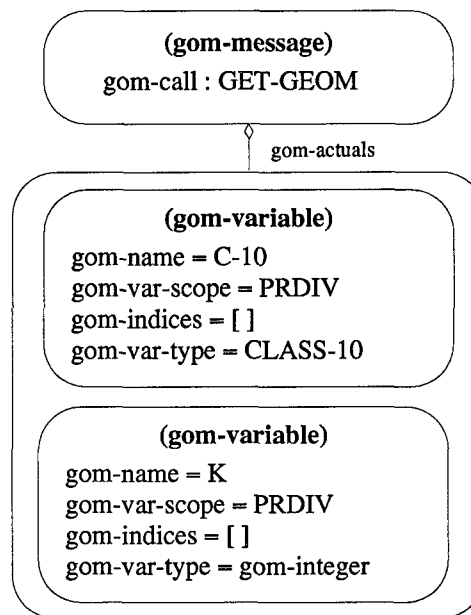 (gom-message)
gom-call : GET-GEOM
gom-actuals
(gom-variable)
gom-name = C-10
gom-var-scope = PRDIV
gom-indices = [ ]
gom-var-type = CLASS-10
(gom-variable)
gom-name = K
gom-var-scope = PRDIV
gom-indices = [ ]
gom-var-type = gom-integer